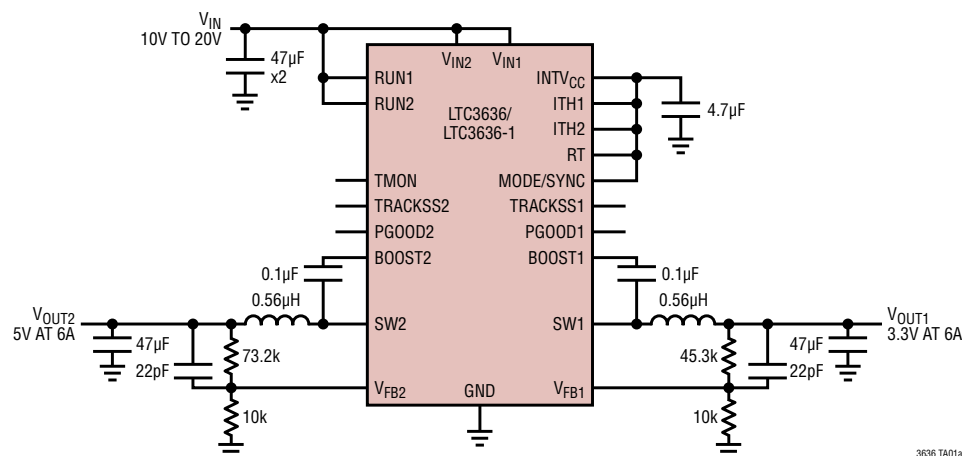 VIN
10V TO 20V
47µF
x2
VIN2
VIN1
RUN1
RUN2
LTC3636/
LTC3636-1
INTVCC
ITH1
ITH2
RT
4.7µF
TMON
MODE/SYNC
TRACKSS2
TRACKSS1
PGOOD2
PGOOD1
BOOST2
BOOST1
0.1µF
0.1µF
0.56µH
0.56µH
VOUT2
5V AT 6A
SW2
SW1
VOUT1
3.3V AT 6A
47µF
73.2k
45.3k
47µF
22pF
22pF
VFB2
GND
VFB1
10k
10k
3636 TA01a